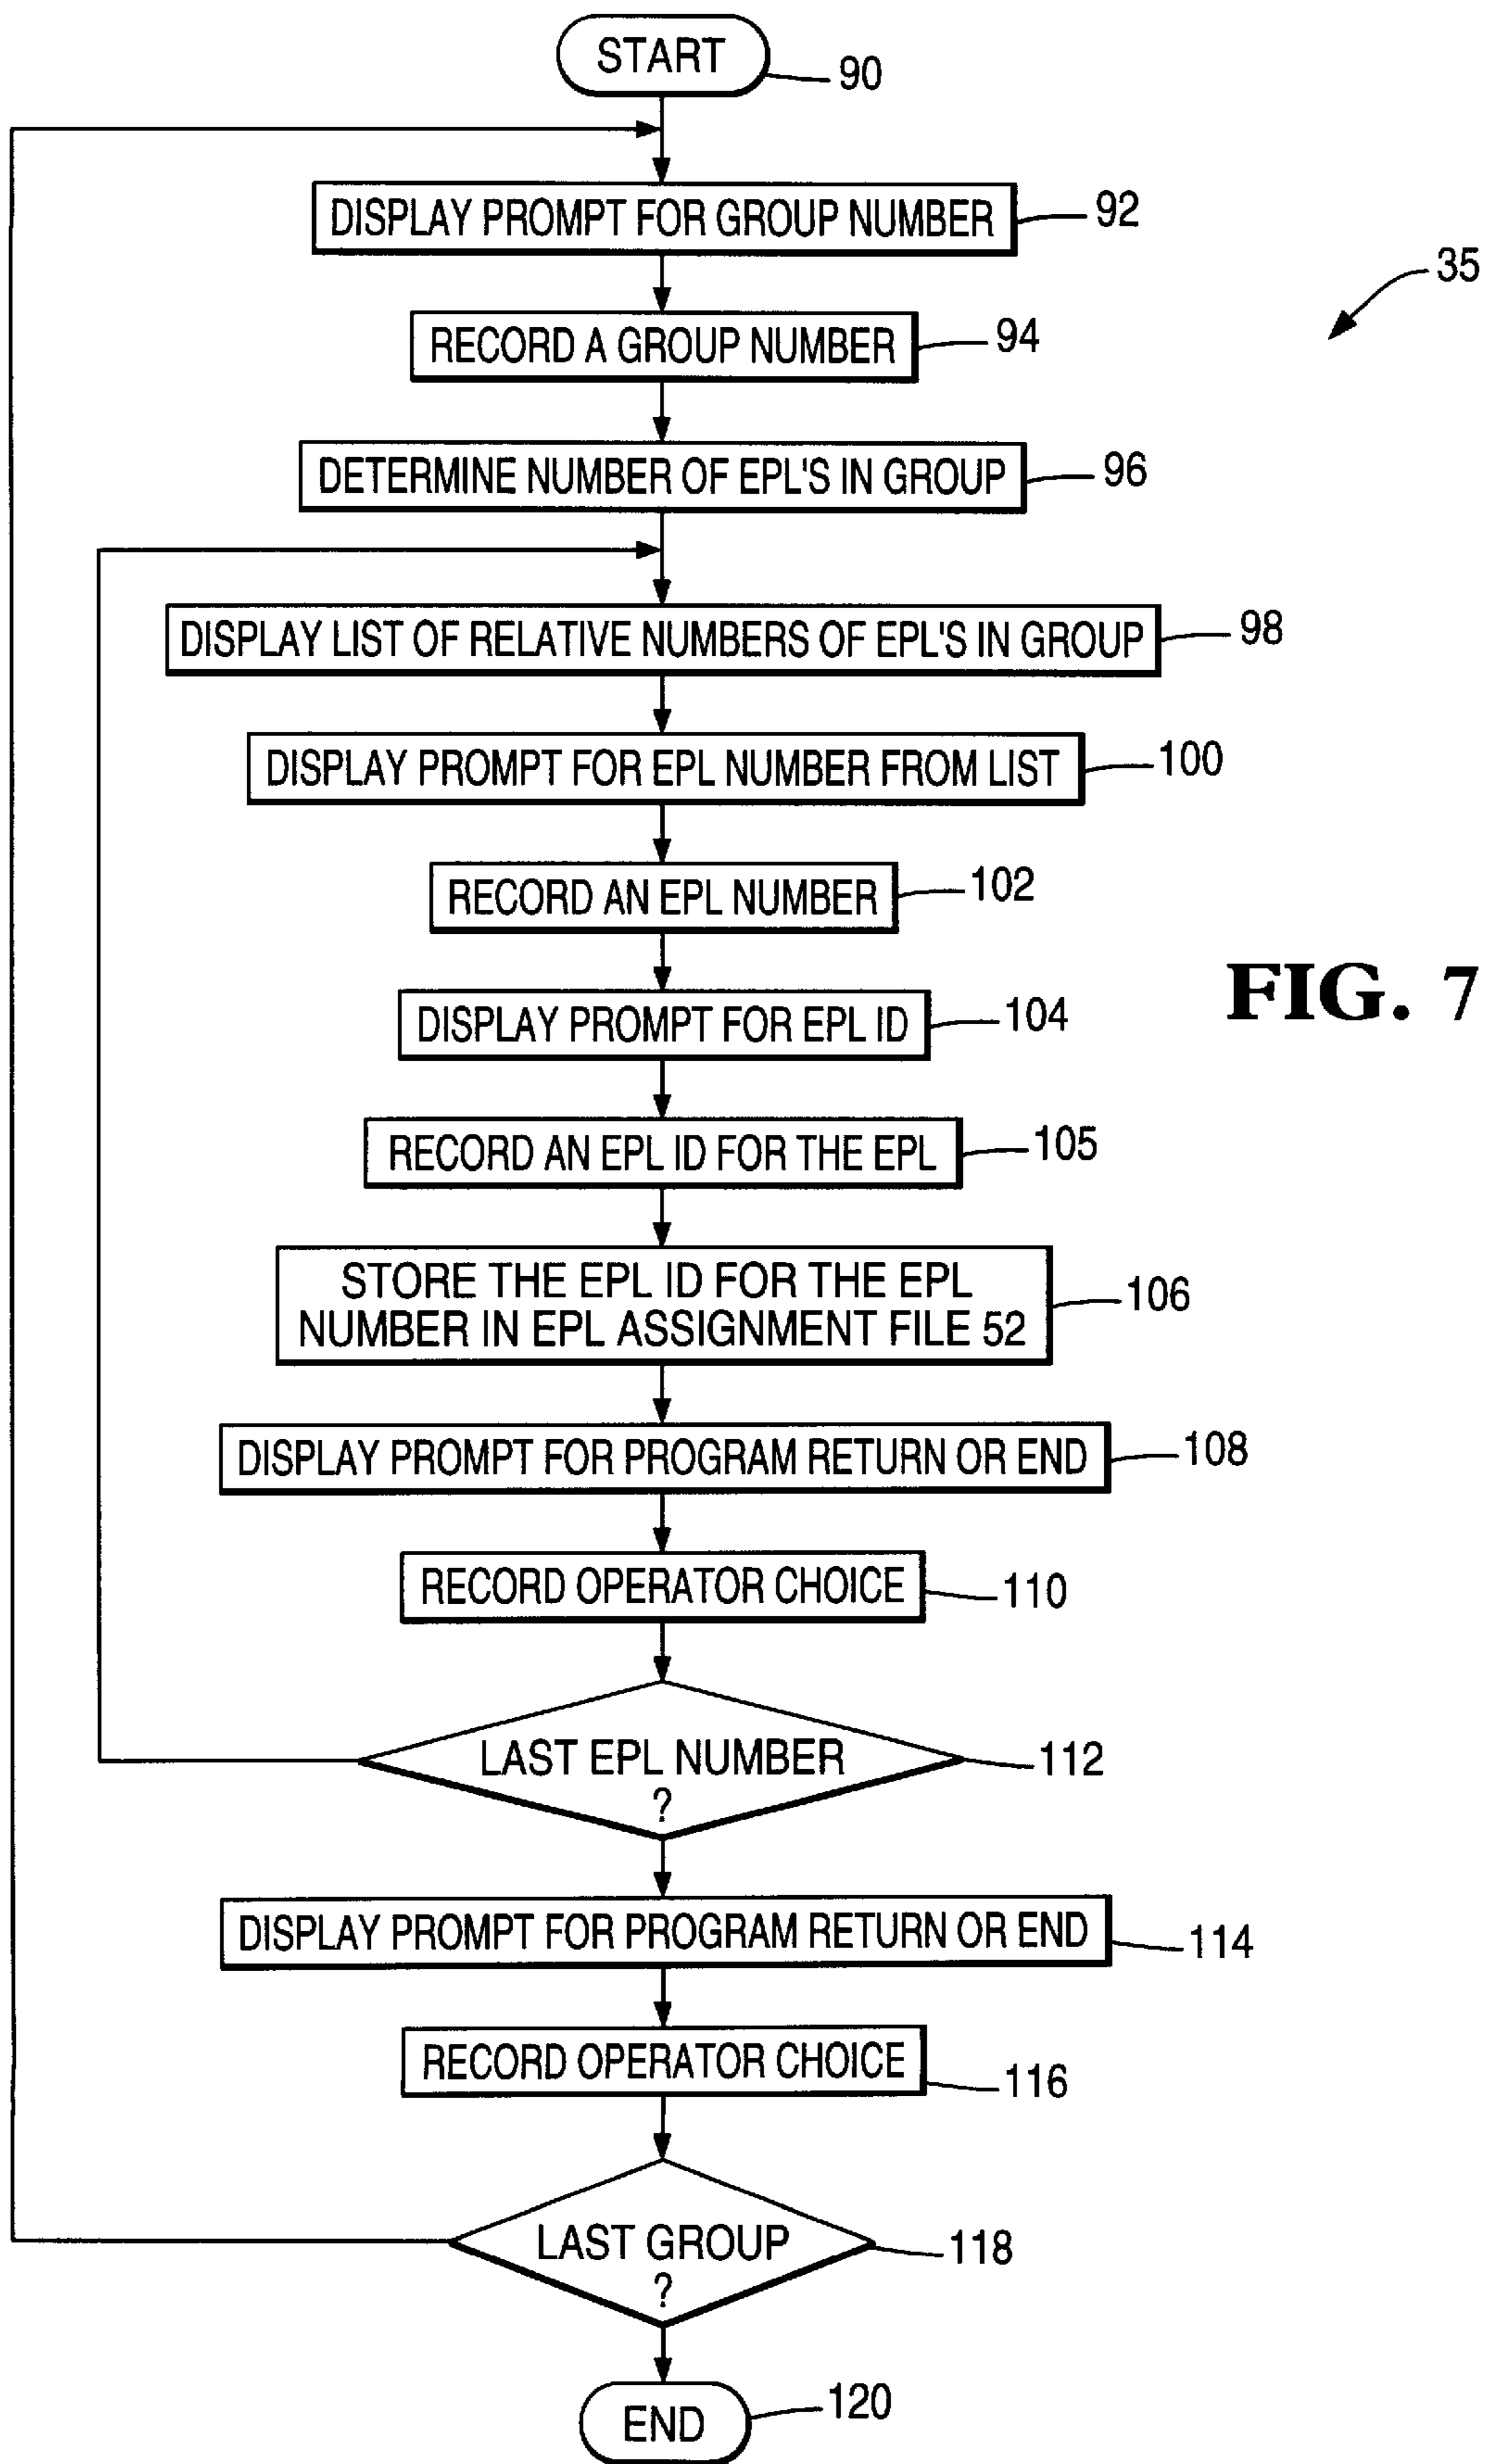 START
90
DISPLAY PROMPT FOR GROUP NUMBER
92
35
RECORD A GROUP NUMBER
94
DETERMINE NUMBER OF EPL'S IN GROUP
96
DISPLAY LIST OF RELATIVE NUMBERS OF EPL'S IN GROUP
98
DISPLAY PROMPT FOR EPL NUMBER FROM LIST
100
RECORD AN EPL NUMBER
102
FIG. 7
DISPLAY PROMPT FOR EPL ID
104
RECORD AN EPL ID FOR THE EPL
105
STORE THE EPL ID FOR THE EPL
NUMBER IN EPL ASSIGNMENT FILE 52
106
DISPLAY PROMPT FOR PROGRAM RETURN OR END
108
RECORD OPERATOR CHOICE
110
LAST EPL NUMBER
?
112
DISPLAY PROMPT FOR PROGRAM RETURN OR END
114
RECORD OPERATOR CHOICE
116
LAST GROUP
?
118
END
120